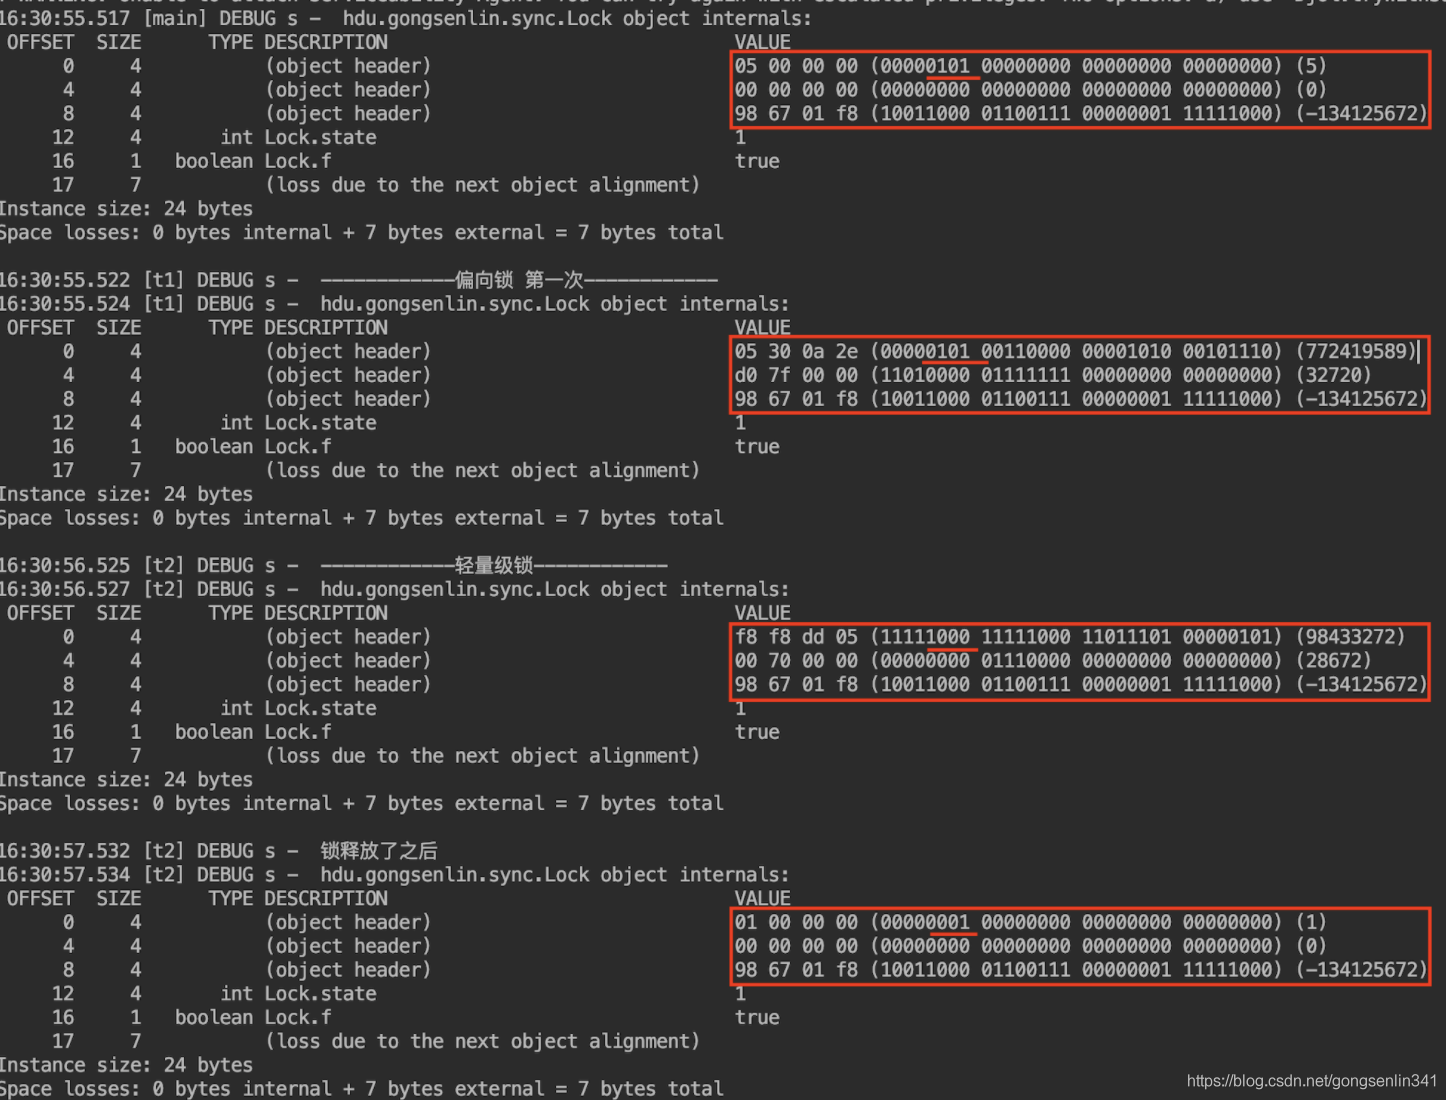 16:30:55.517 [main] DEBUG s -  hdu.gongsenlin.sync.Lock object internals:
OFFSET  SIZE      TYPE DESCRIPTION                               VALUE
0     4           (object header)                           05 00 00 00 (00000101 00000000 00000000 00000000) (5)
4     4           (object header)                           00 00 00 00 (00000000 00000000 00000000 00000000) (0)
8     4           (object header)                           98 67 01 f8 (10011000 01100111 00000001 11111000) (-134125672)
12     4       int Lock.state                                1
16     1   boolean Lock.f                                    true
17     7           (loss due to the next object alignment)
Instance size: 24 bytes
Space losses: 0 bytes internal + 7 bytes external = 7 bytes total
16:30:55.522 [t1] DEBUG s -  ————————————偏向锁 第一次————————————
16:30:55.524 [t1] DEBUG s -  hdu.gongsenlin.sync.Lock object internals:
OFFSET  SIZE      TYPE DESCRIPTION                               VALUE
0     4           (object header)                           05 30 0a 2e (00000101 00110000 00001010 00101110) (772419589)
4     4           (object header)                           d0 7f 00 00 (11010000 01111111 00000000 00000000) (32720)
8     4           (object header)                           98 67 01 f8 (10011000 01100111 00000001 11111000) (-134125672)
12     4       int Lock.state                                1
16     1   boolean Lock.f                                    true
17     7           (loss due to the next object alignment)
Instance size: 24 bytes
Space losses: 0 bytes internal + 7 bytes external = 7 bytes total
16:30:56.525 [t2] DEBUG s -  ————————————轻量级锁————————————
16:30:56.527 [t2] DEBUG s -  hdu.gongsenlin.sync.Lock object internals:
OFFSET  SIZE      TYPE DESCRIPTION                               VALUE
0     4           (object header)                           f8 f8 dd 05 (11111000 11111000 11011101 00000101) (98433272)
4     4           (object header)                           00 70 00 00 (00000000 01110000 00000000 00000000) (28672)
8     4           (object header)                           98 67 01 f8 (10011000 01100111 00000001 11111000) (-134125672)
12     4       int Lock.state                                1
16     1   boolean Lock.f                                    true
17     7           (loss due to the next object alignment)
Instance size: 24 bytes
Space losses: 0 bytes internal + 7 bytes external = 7 bytes total
16:30:57.532 [t2] DEBUG s -  锁释放了之后
16:30:57.534 [t2] DEBUG s -  hdu.gongsenlin.sync.Lock object internals:
OFFSET  SIZE      TYPE DESCRIPTION                               VALUE
0     4           (object header)                           01 00 00 00 (00000001 00000000 00000000 00000000) (1)
4     4           (object header)                           00 00 00 00 (00000000 00000000 00000000 00000000) (0)
8     4           (object header)                           98 67 01 f8 (10011000 01100111 00000001 11111000) (-134125672)
12     4       int Lock.state                                1
16     1   boolean Lock.f                                    true
17     7           (loss due to the next object alignment)
Instance size: 24 bytes
Space losses: 0 bytes internal + 7 bytes external = 7 bytes total
https://blog.csdn.net/gongsenlin341